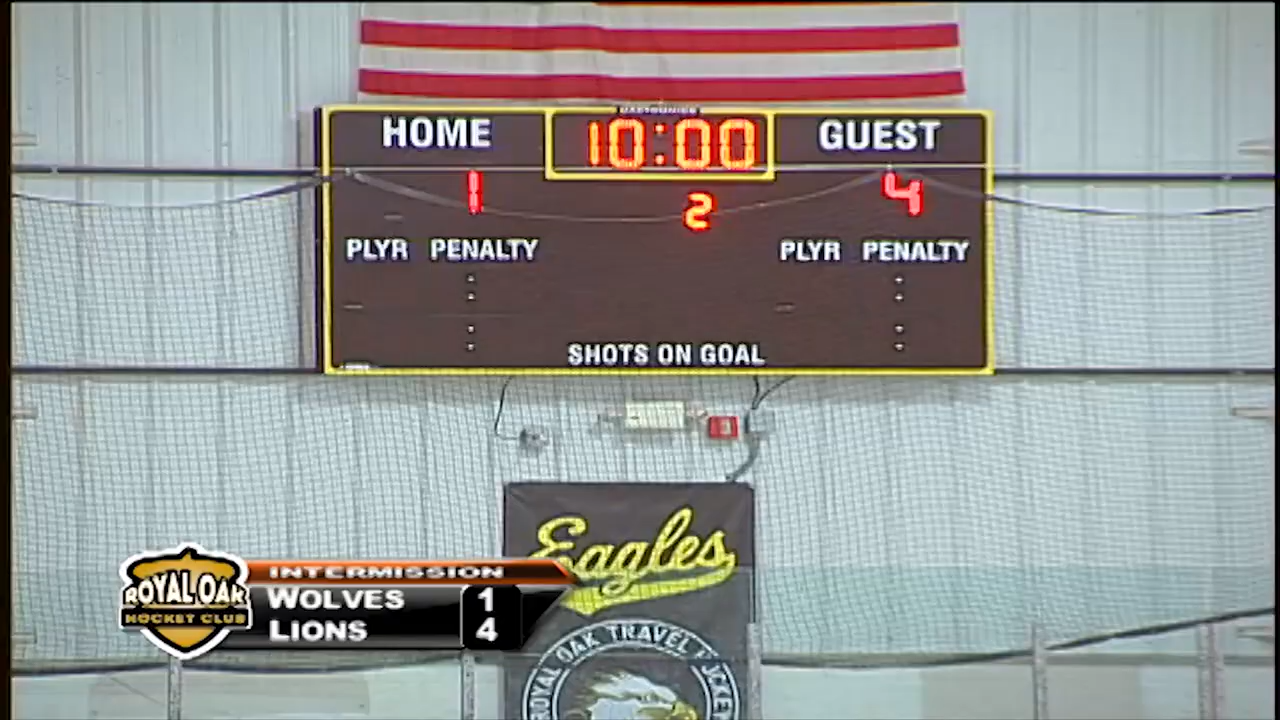 HOME 10:00 GUEST
1 2 4
PLYR PENALTY PLYR PENALTY
SHOTS ON GOAL
Eagles
ROYAL OAK TRAVEL
ROYAL OAK
HOCKEY CLUB
INTERMISSION
WOLVES 1
LIONS 4